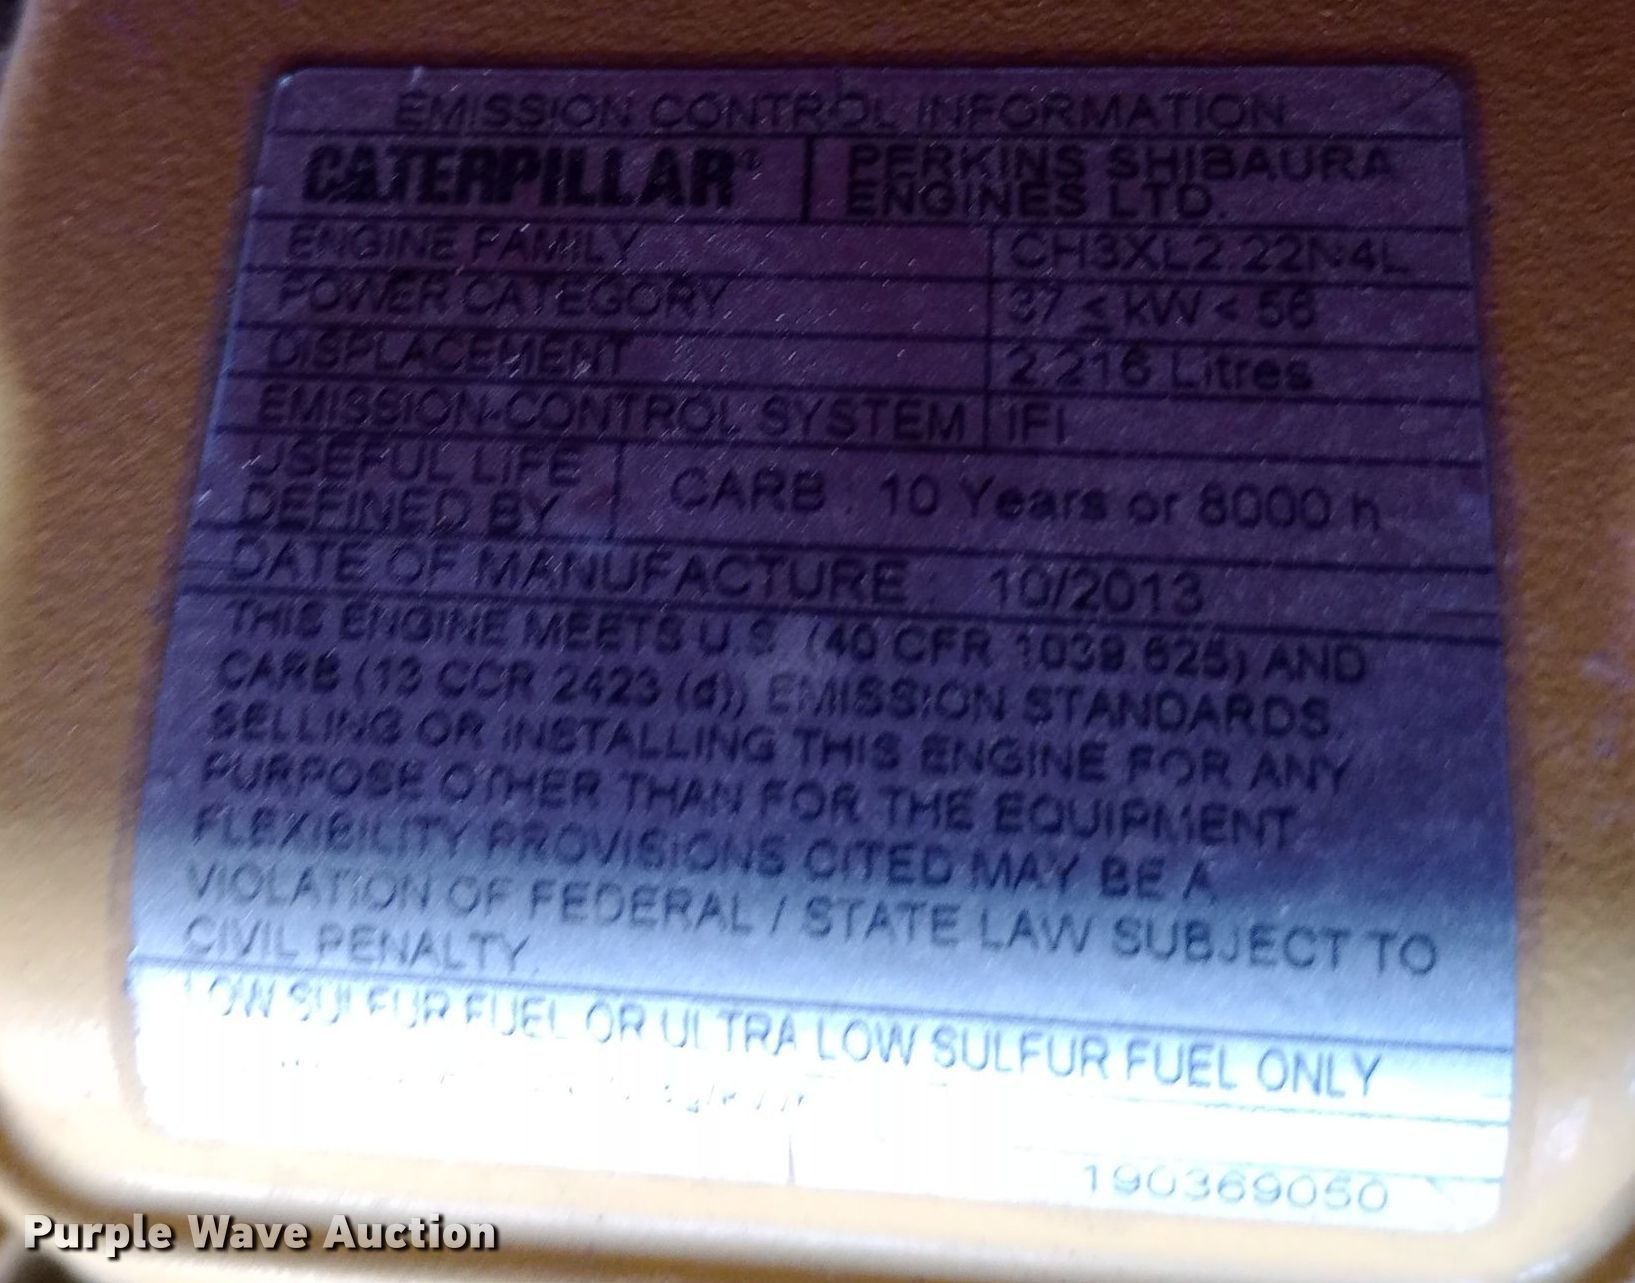 EMISSION CONTROL INFORMATION
CATERPILLAR®
PERKINS SHIBAURA
ENGINES LTD.
ENGINE FAMILY CH3XL2.22N4L
POWER CATEGORY 37 ≤ kW < 56
DISPLACEMENT 2.216 Litres
EMISSION-CONTROL SYSTEM IFI
USEFUL LIFE
DEFINED BY
CARB : 10 Years or 8000 h
DATE OF MANUFACTURE : 10/2013
THIS ENGINE MEETS U.S. (40 CFR 1039.625) AND
CARB (13 CCR 2423 (d)) EMISSION STANDARDS.
SELLING OR INSTALLING THIS ENGINE FOR ANY
PURPOSE OTHER THAN FOR THE EQUIPMENT
FLEXIBILITY PROVISIONS CITED MAY BE A
VIOLATION OF FEDERAL / STATE LAW SUBJECT TO
CIVIL PENALTY.
LOW SULFUR FUEL OR ULTRA LOW SULFUR FUEL ONLY
190369050
Purple Wave Auction